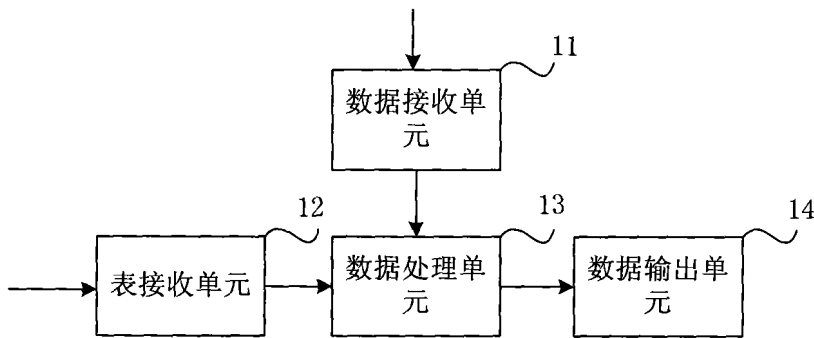 11
数据接收单
元
12
13
14
表接收单元
数据处理单
元
数据输出单
元